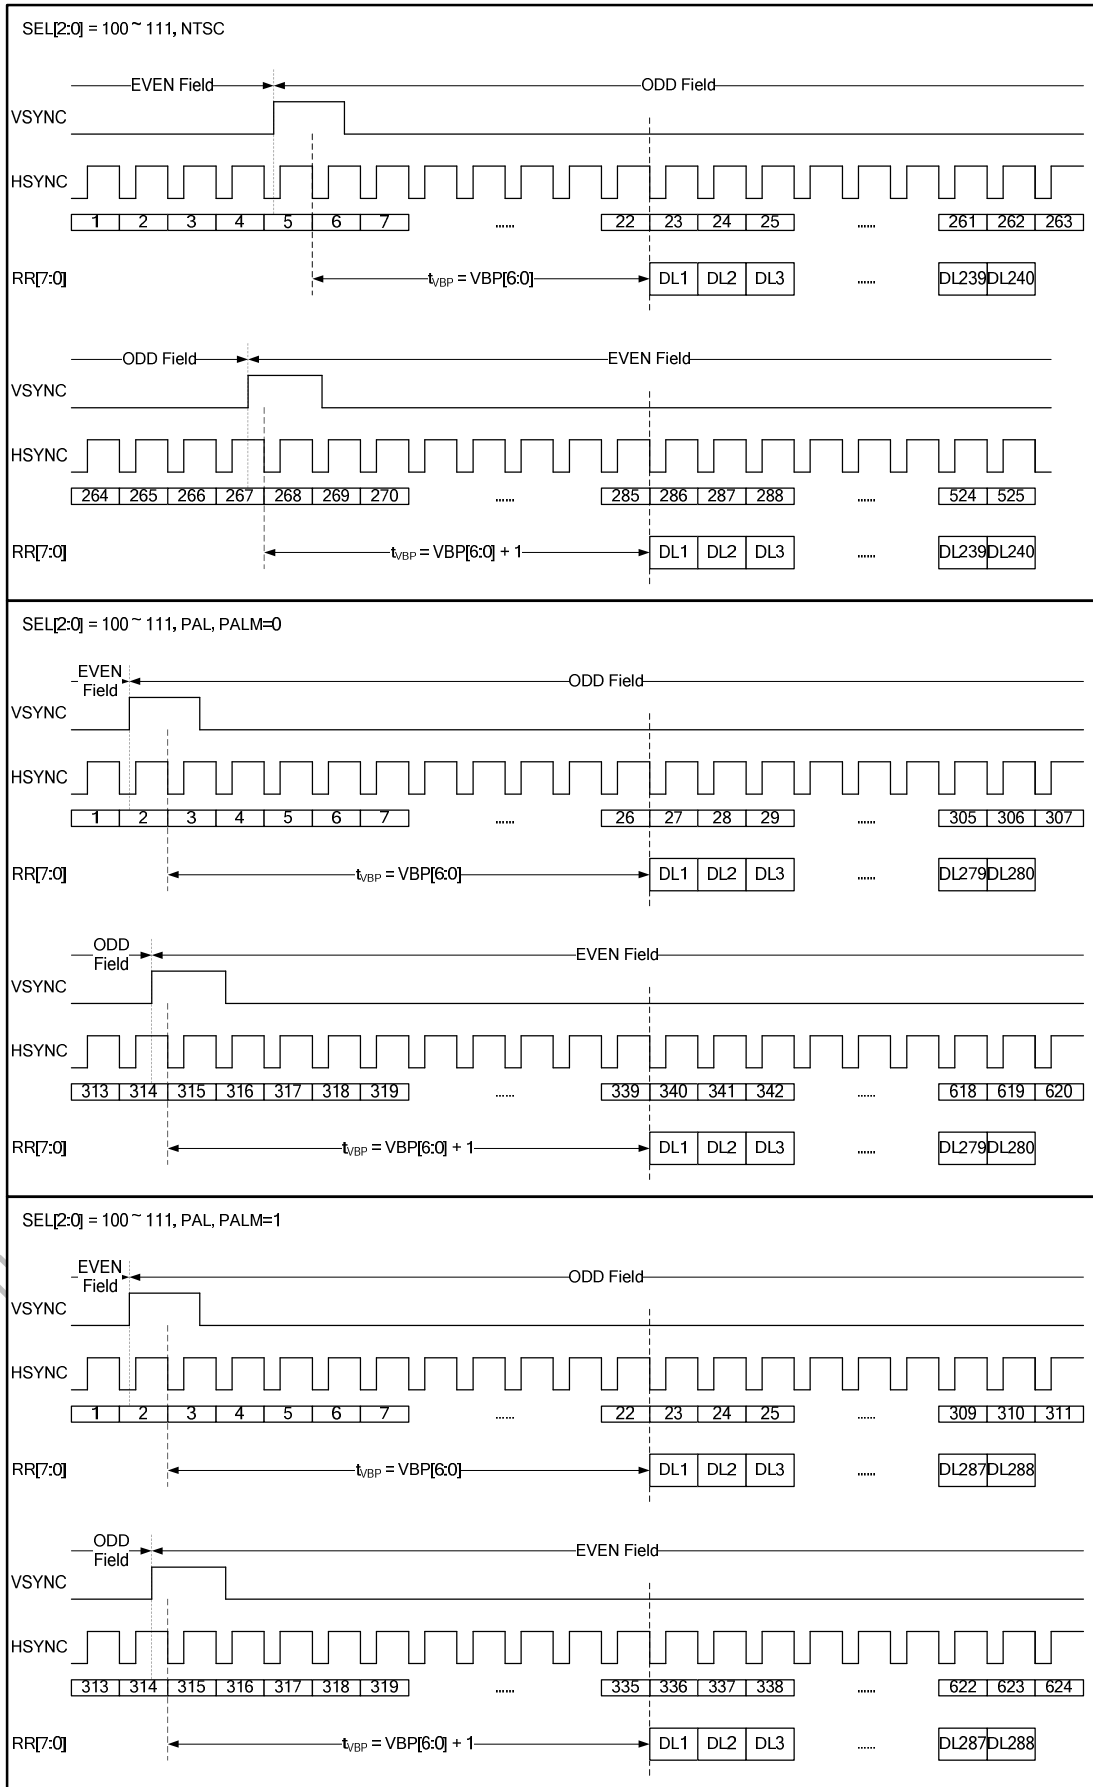 SEL[2:0] = 100 ~ 111, NTSC
EVEN Field ODD Field
VSYNC
HSYNC
1 2 3 4 5 6 7 ...... 22 23 24 25 ...... 261 262 263
RR[7:0] tVBP = VBP[6:0] DL1 DL2 DL3 ...... DL239 DL240
ODD Field EVEN Field
VSYNC
HSYNC
264 265 266 267 268 269 270 ...... 285 286 287 288 ...... 524 525
RR[7:0] tVBP = VBP[6:0] + 1 DL1 DL2 DL3 ...... DL239 DL240
SEL[2:0] = 100 ~ 111, PAL, PALM=0
EVEN Field ODD Field
VSYNC
HSYNC
1 2 3 4 5 6 7 ...... 26 27 28 29 ...... 305 306 307
RR[7:0] tVBP = VBP[6:0] DL1 DL2 DL3 ...... DL279 DL280
ODD Field EVEN Field
VSYNC
HSYNC
313 314 315 316 317 318 319 ...... 339 340 341 342 ...... 618 619 620
RR[7:0] tVBP = VBP[6:0] + 1 DL1 DL2 DL3 ...... DL279 DL280
SEL[2:0] = 100 ~ 111, PAL, PALM=1
EVEN Field ODD Field
VSYNC
HSYNC
1 2 3 4 5 6 7 ...... 22 23 24 25 ...... 309 310 311
RR[7:0] tVBP = VBP[6:0] DL1 DL2 DL3 ...... DL287 DL288
ODD Field EVEN Field
VSYNC
HSYNC
313 314 315 316 317 318 319 ...... 335 336 337 338 ...... 622 623 624
RR[7:0] tVBP = VBP[6:0] + 1 DL1 DL2 DL3 ...... DL287 DL288